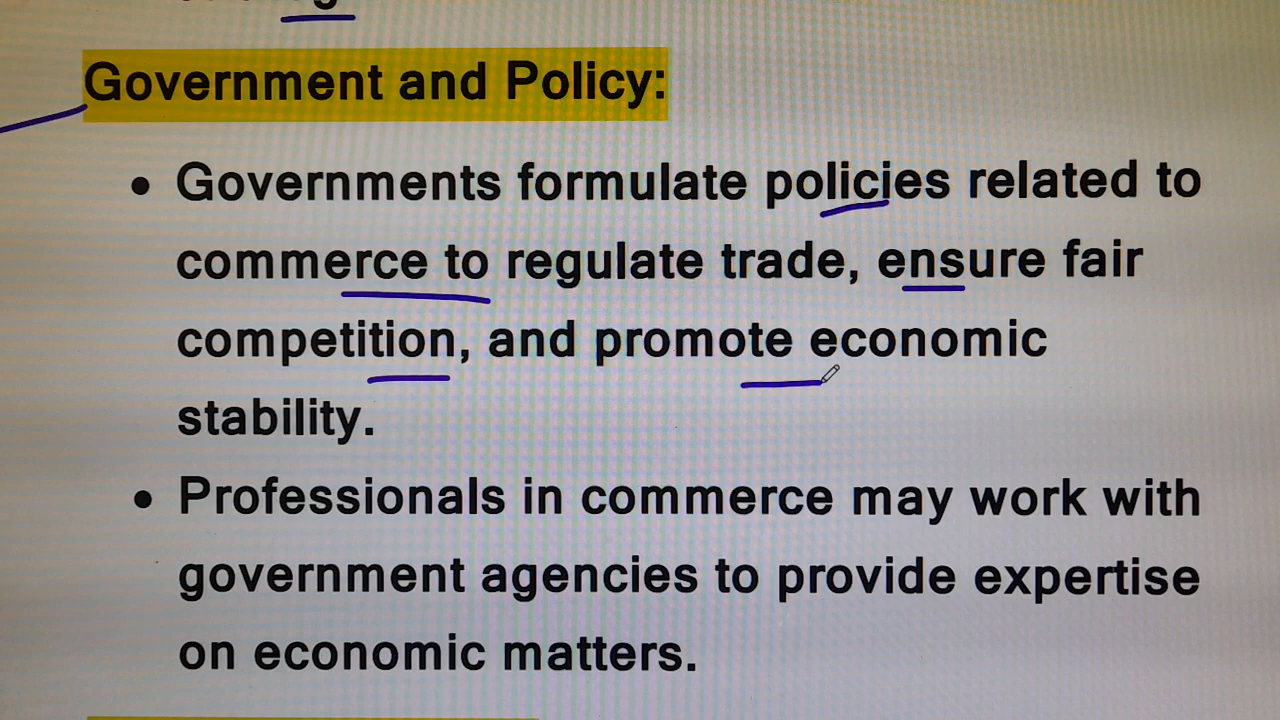 Government and Policy:
• Governments formulate policies related to
commerce to regulate trade, ensure fair
competition, and promote economic
stability.
• Professionals in commerce may work with
government agencies to provide expertise
on economic matters.